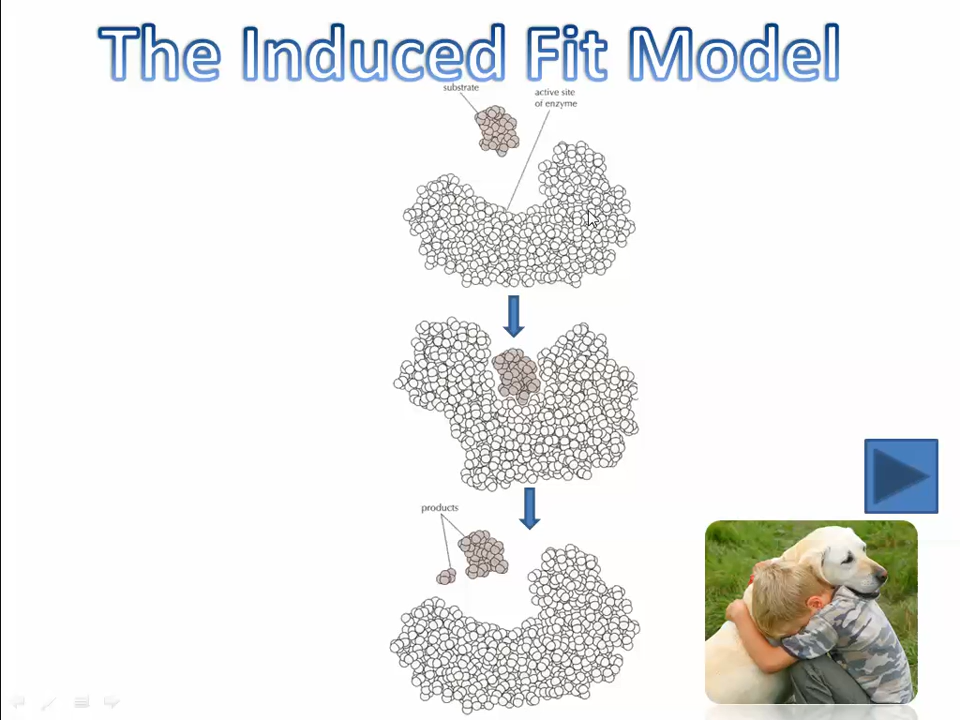 The Induced Fit Model
substrate
active site
of enzyme
products